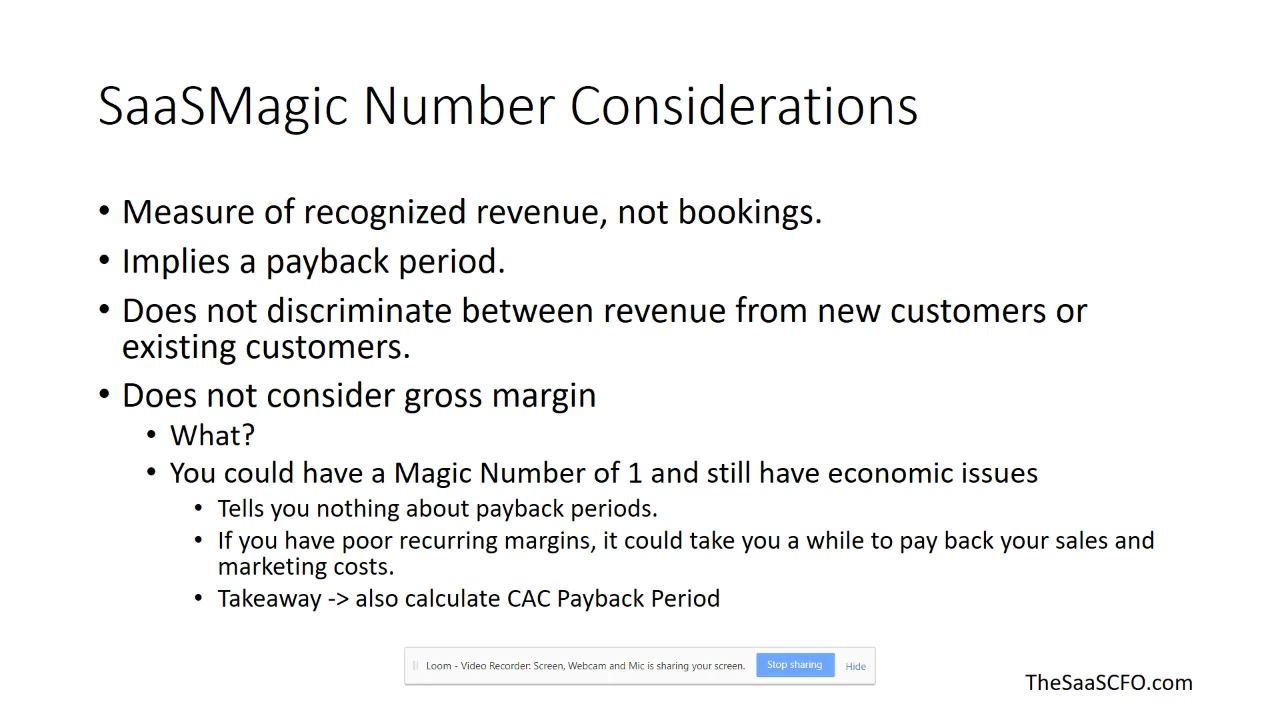 SaaSMagic Number Considerations
• Measure of recognized revenue, not bookings.
• Implies a payback period.
• Does not discriminate between revenue from new customers or
existing customers.
• Does not consider gross margin
• What?
• You could have a Magic Number of 1 and still have economic issues
• Tells you nothing about payback periods.
• If you have poor recurring margins, it could take you a while to pay back your sales and
marketing costs.
• Takeaway -> also calculate CAC Payback Period
Loom - Video Recorder: Screen, Webcam and Mic is sharing your screen. Stop sharing Hide
TheSaaSCFO.com